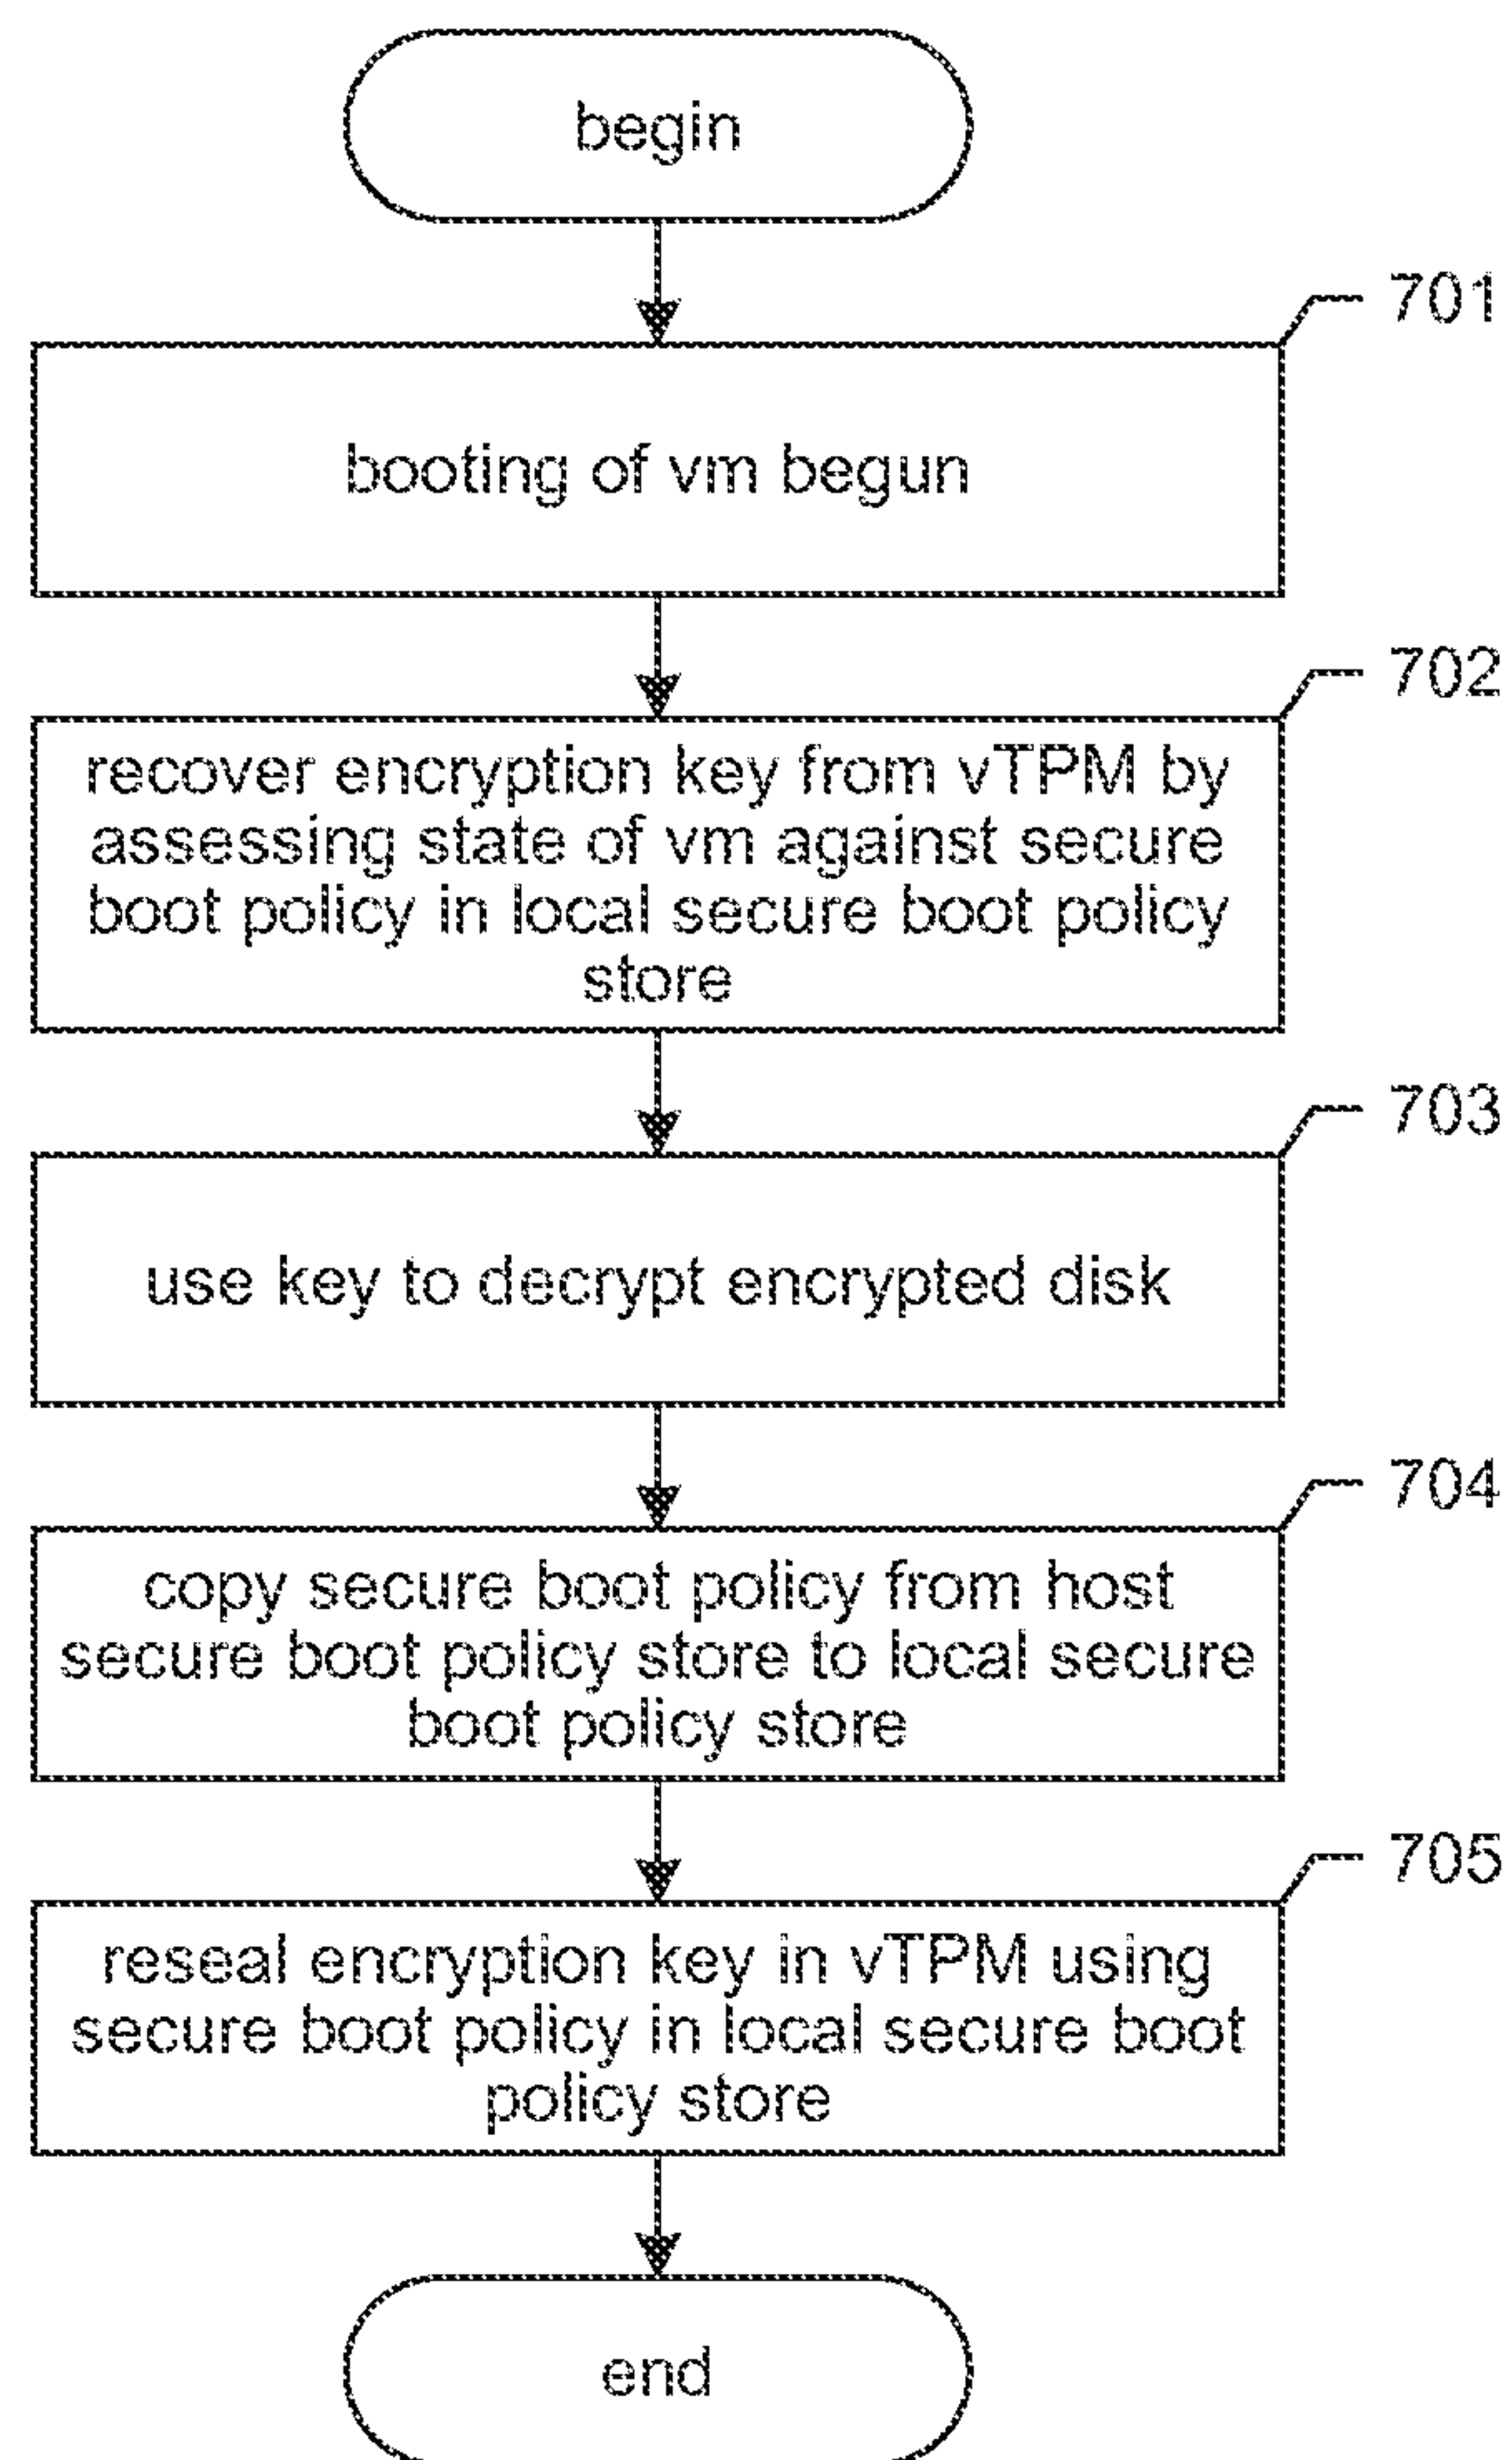 begin
701
booting of vm begun
702
recover encryption key from vTPM by
assessing state of vm against secure
boot policy in local secure boot policy
store
703
use key to decrypt encrypted disk
704
copy secure boot policy from host
secure boot policy store to local secure
boot policy store
705
reseal encryption key in vTPM using
secure boot policy in local secure boot
policy store
end